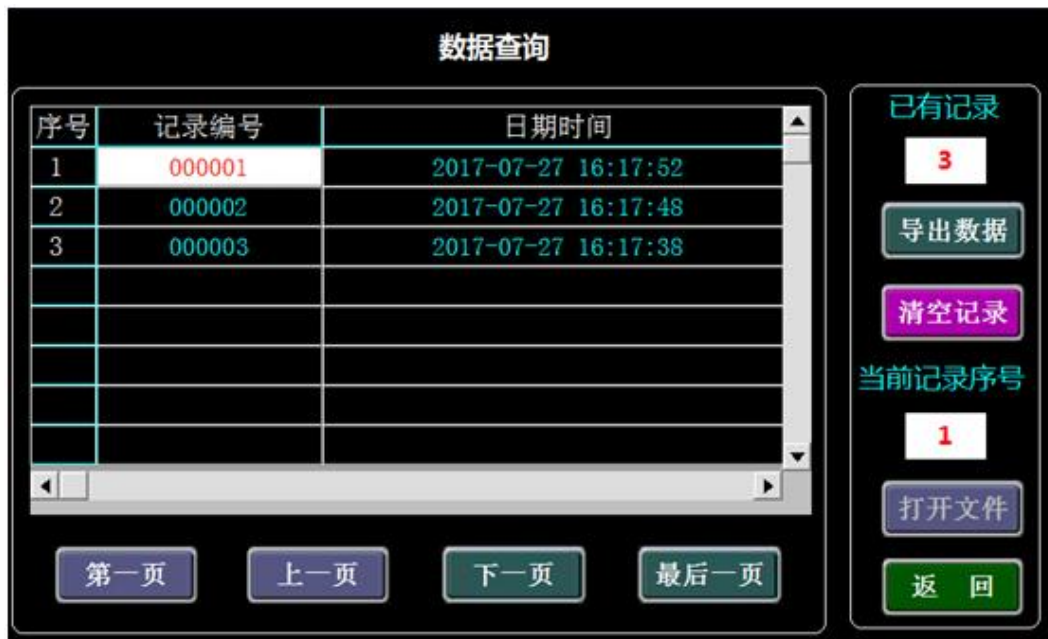 数据查询
序号 记录编号 日期时间
1 000001 2017-07-27 16:17:52
2 000002 2017-07-27 16:17:48
3 000003 2017-07-27 16:17:38
第一页 上一页 下一页 最后一页
已有记录
3
导出数据
清空记录
当前记录序号
1
打开文件
返 回